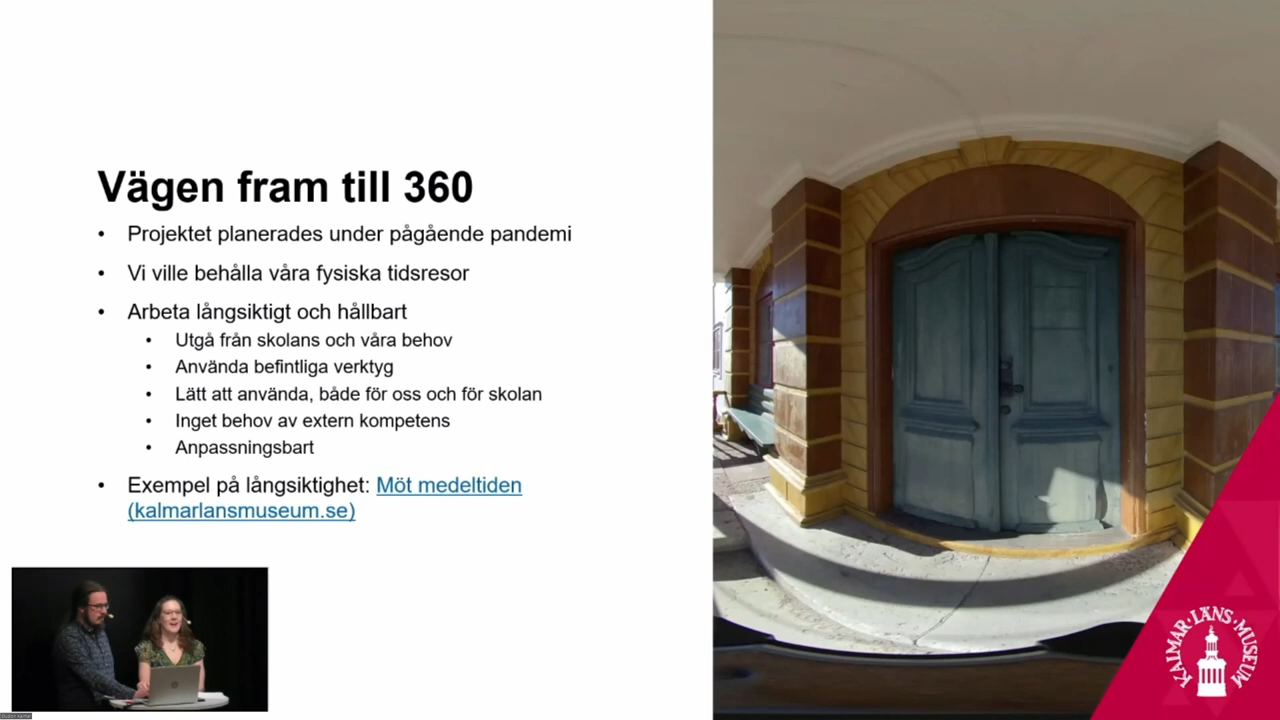 Vägen fram till 360
• Projektet planerades under pågående pandemi
• Vi ville behålla våra fysiska tidsresor
• Arbeta långsiktigt och hållbart
• Utgå från skolans och våra behov
• Använda befintliga verktyg
• Lätt att använda, både för oss och för skolan
• Inget behov av extern kompetens
• Anpassningsbart
• Exempel på långsiktighet: Möt medeltiden
(kalmarlansmuseum.se)
KALMAR·LÄNS·MUSEUM